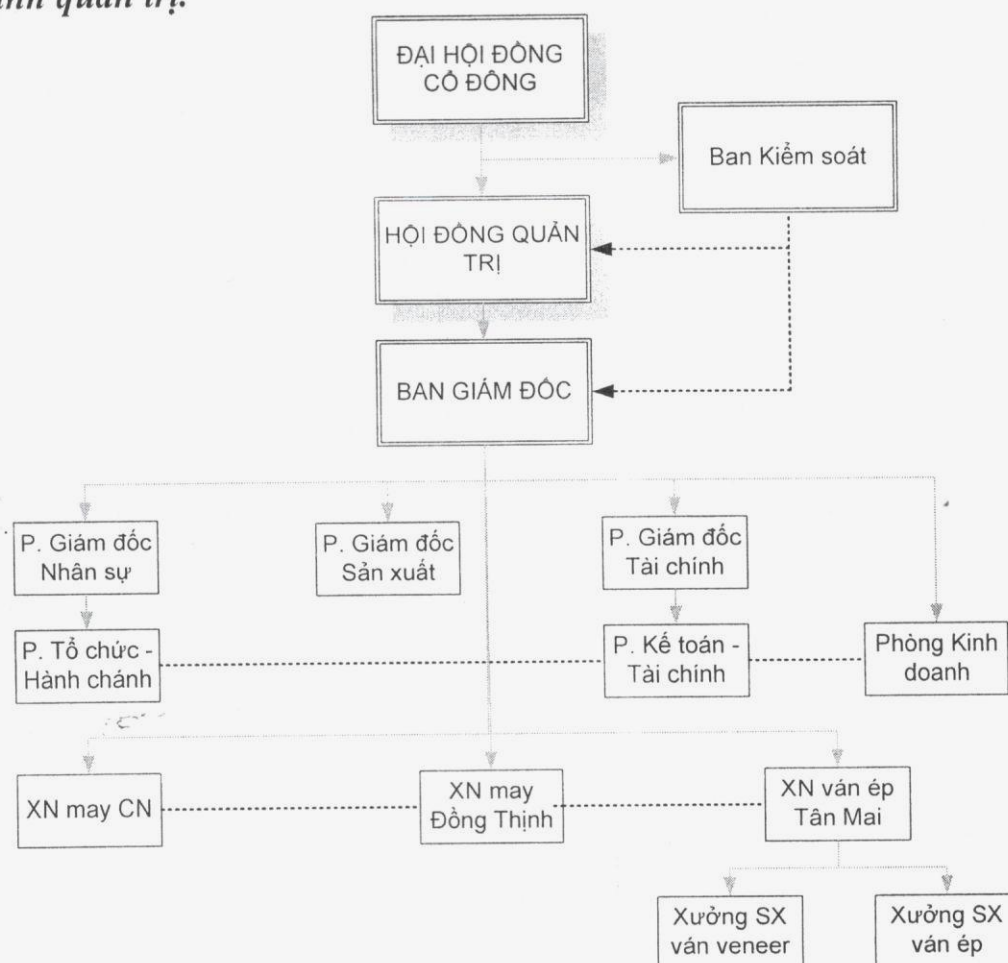 quản trị.
ĐẠI HỘI ĐỒNG
CỔ ĐÔNG
Ban Kiểm soát
HỘI ĐỒNG QUẢN
TRỊ
BAN GIÁM ĐỐC
P. Giám đốc
Nhân sự
P. Giám đốc
Sản xuất
P. Giám đốc
Tài chính
P. Tổ chức -
Hành chánh
P. Kế toán -
Tài chính
Phòng Kinh
doanh
XN may CN
XN may
Đồng Thịnh
XN ván ép
Tân Mai
Xưởng SX
ván veneer
Xưởng SX
ván ép